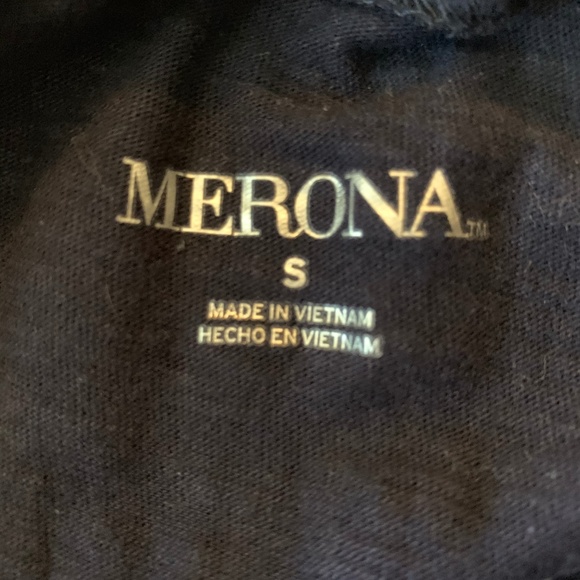 MERONA™
S
MADE IN VIETNAM
HECHO EN VIETNAM